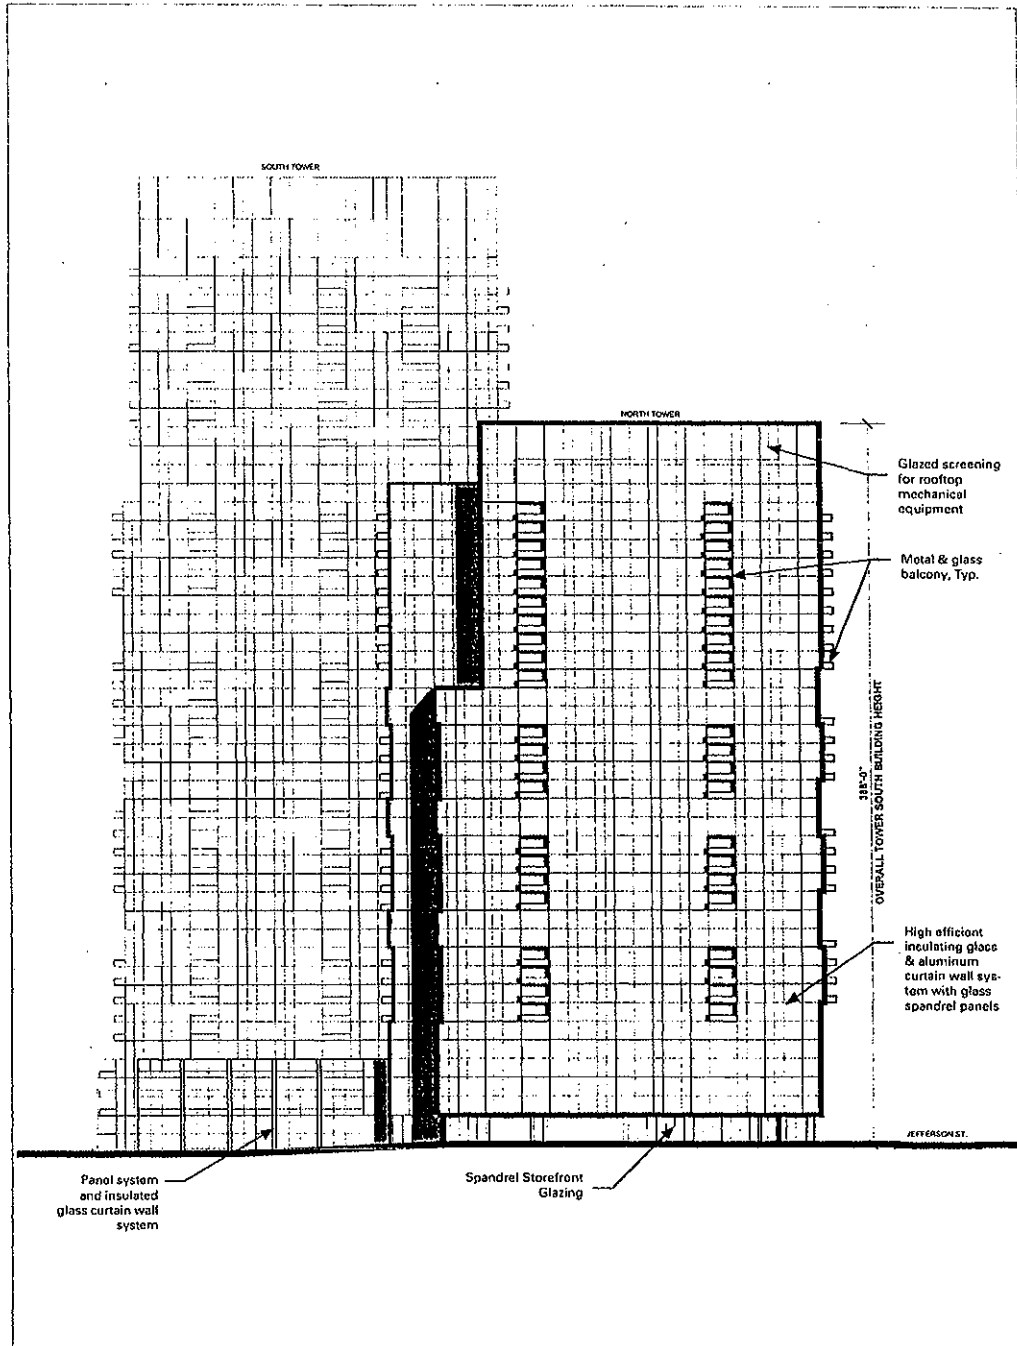 SOUTH TOWER
NORTH TOWER
Glazed screening
for rooftop
mechanical
equipment
Metal & glass
balcony, Typ.
388'-0"
OVERALL TOWER SOUTH BUILDING HEIGHT
High efficient
insulating glass
& aluminum
curtain wall sys-
tem with glass
spandrel panels
JEFFERSON ST.
Panel system
and insulated
glass curtain wall
system
Spandrel Storefront
Glazing